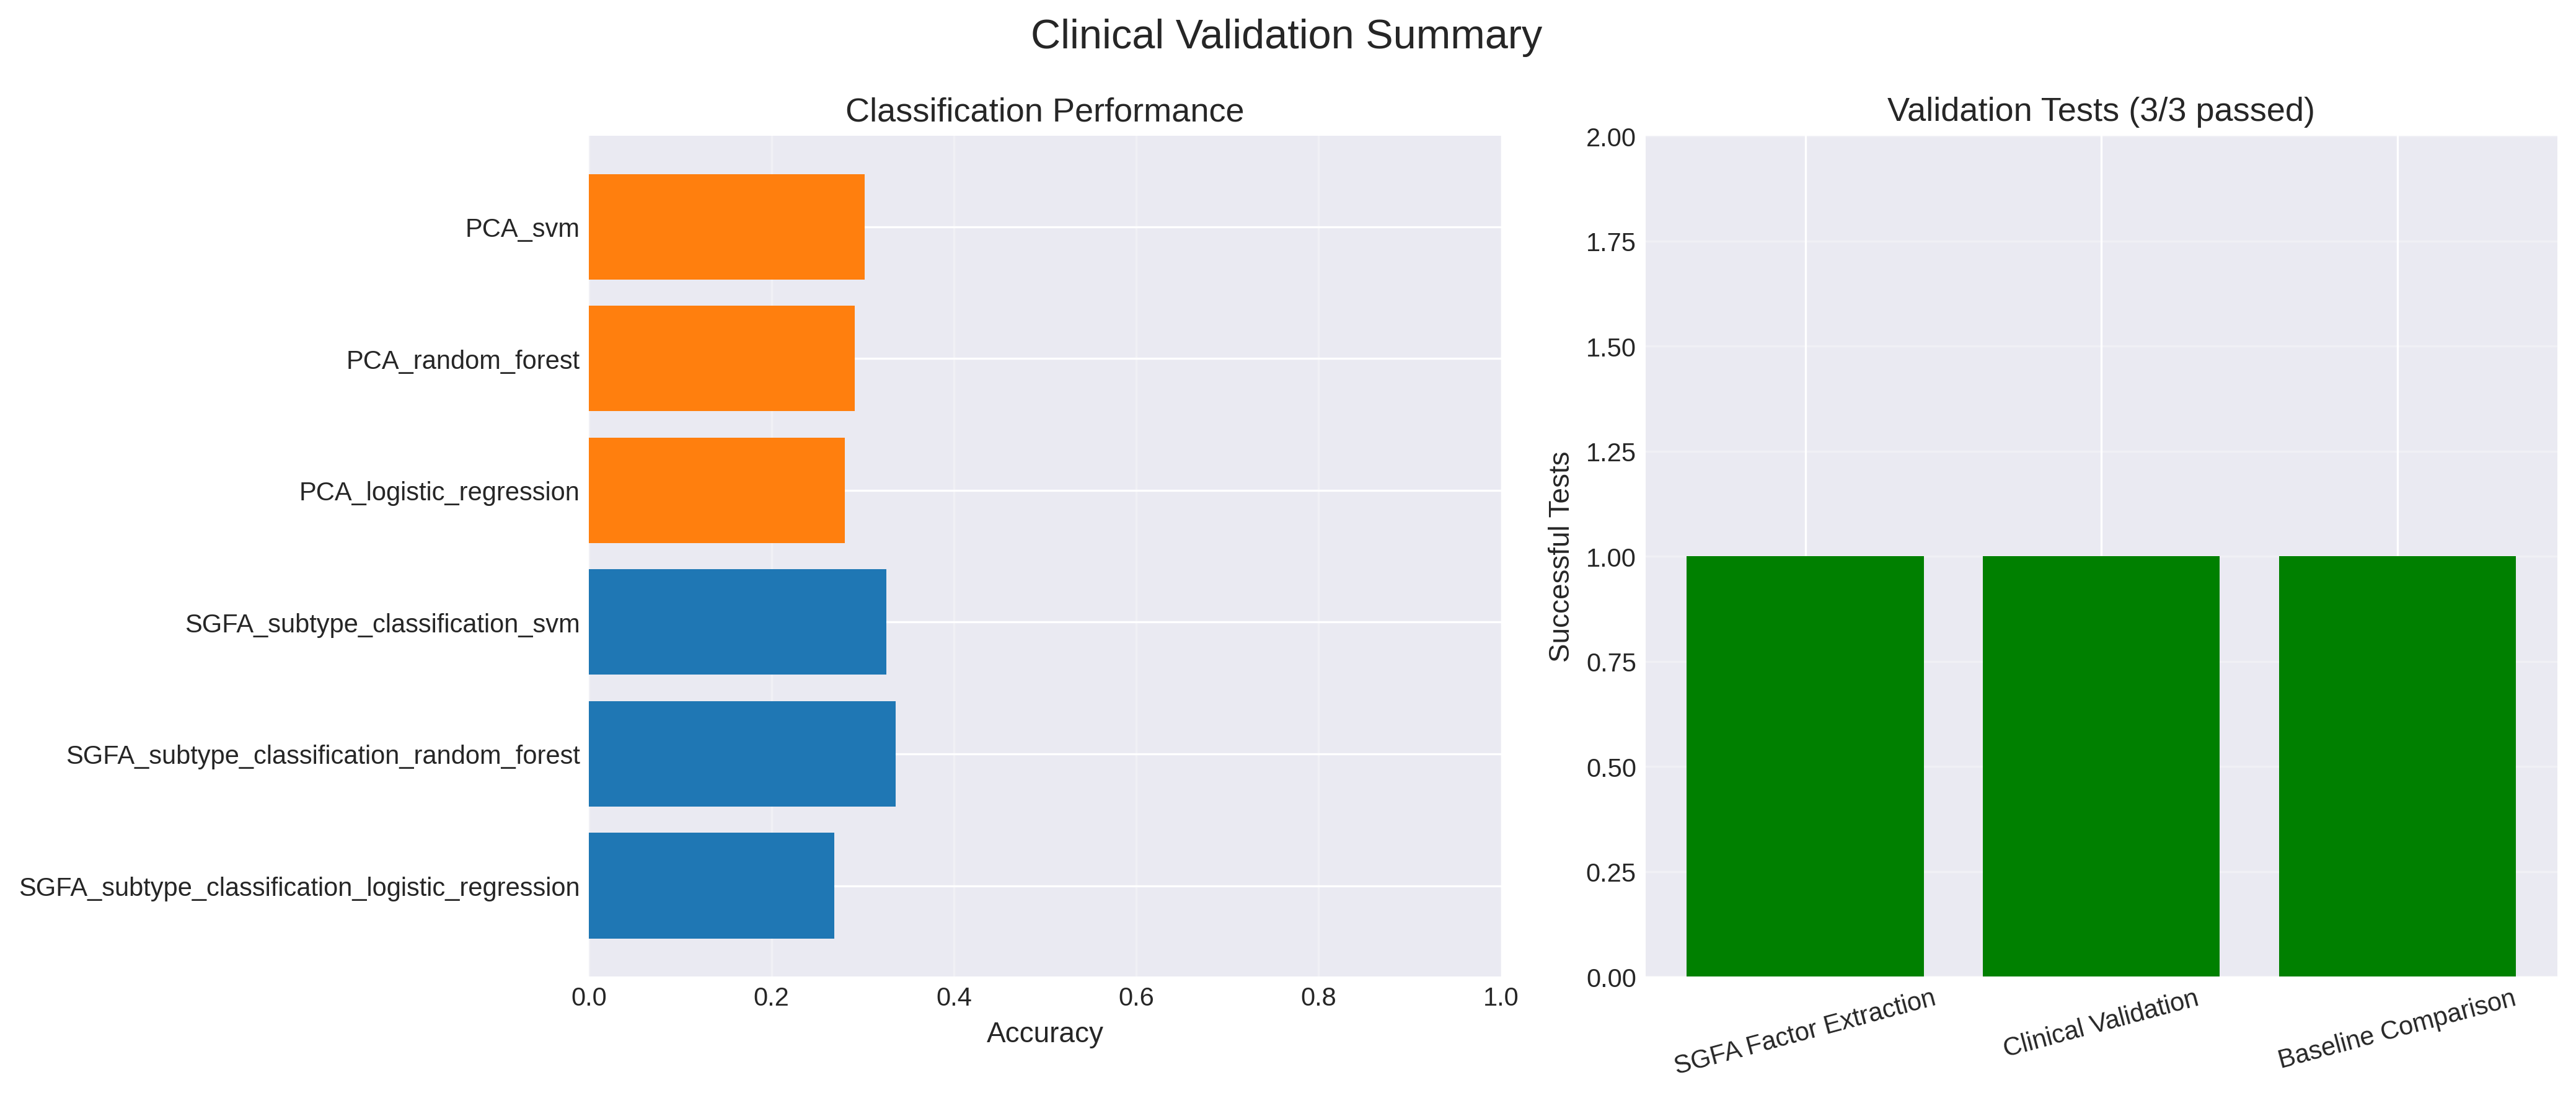 Clinical Validation Summary
Classification Performance
PCA_svm
PCA_random_forest
PCA_logistic_regression
SGFA_subtype_classification_svm
SGFA_subtype_classification_random_forest
SGFA_subtype_classification_logistic_regression
0.0 0.2 0.4 0.6 0.8 1.0
Accuracy
Validation Tests (3/3 passed)
Successful Tests
2.00
1.75
1.50
1.25
1.00
0.75
0.50
0.25
0.00
SGFA Factor Extraction
Clinical Validation
Baseline Comparison